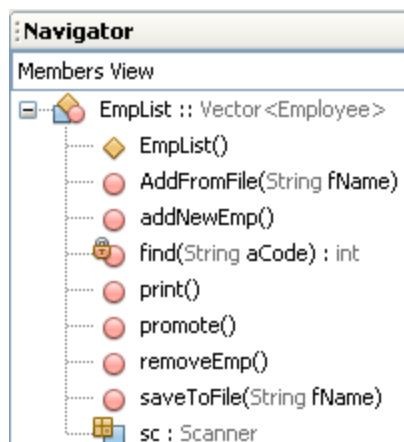 Navigator
Members View
EmpList :: Vector<Employee>
EmpList()
AddFromFile(String fName)
addNewEmp()
find(String aCode) : int
print()
promote()
removeEmp()
saveToFile(String fName)
sc : Scanner